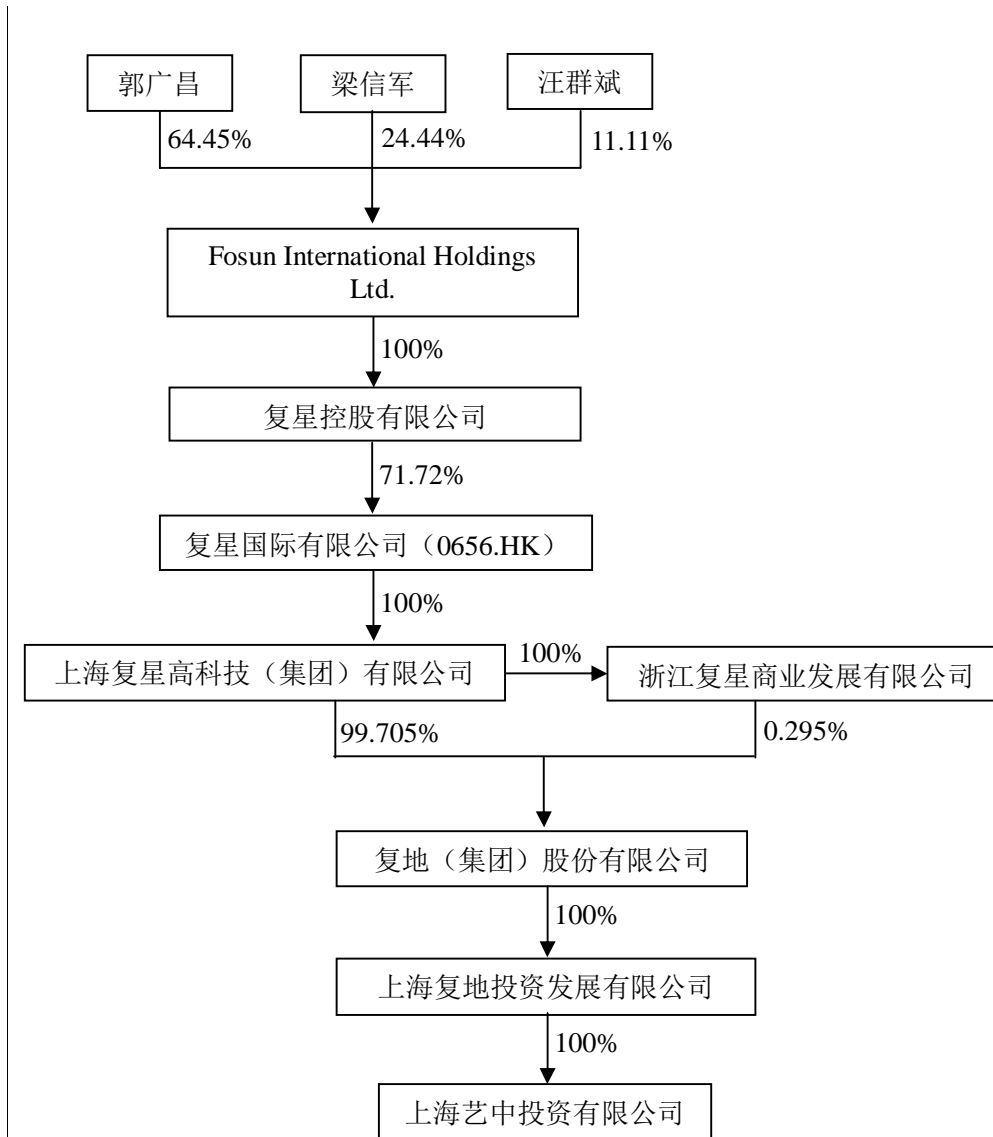 郭广昌
梁信军
汪群斌
64.45%
24.44%
11.11%
Fosun International Holdings
Ltd.
100%
复星控股有限公司
71.72%
复星国际有限公司（0656.HK）
100%
上海复星高科技（集团）有限公司
100%
浙江复星商业发展有限公司
99.705%
0.295%
复地（集团）股份有限公司
100%
上海复地投资发展有限公司
100%
上海艺中投资有限公司